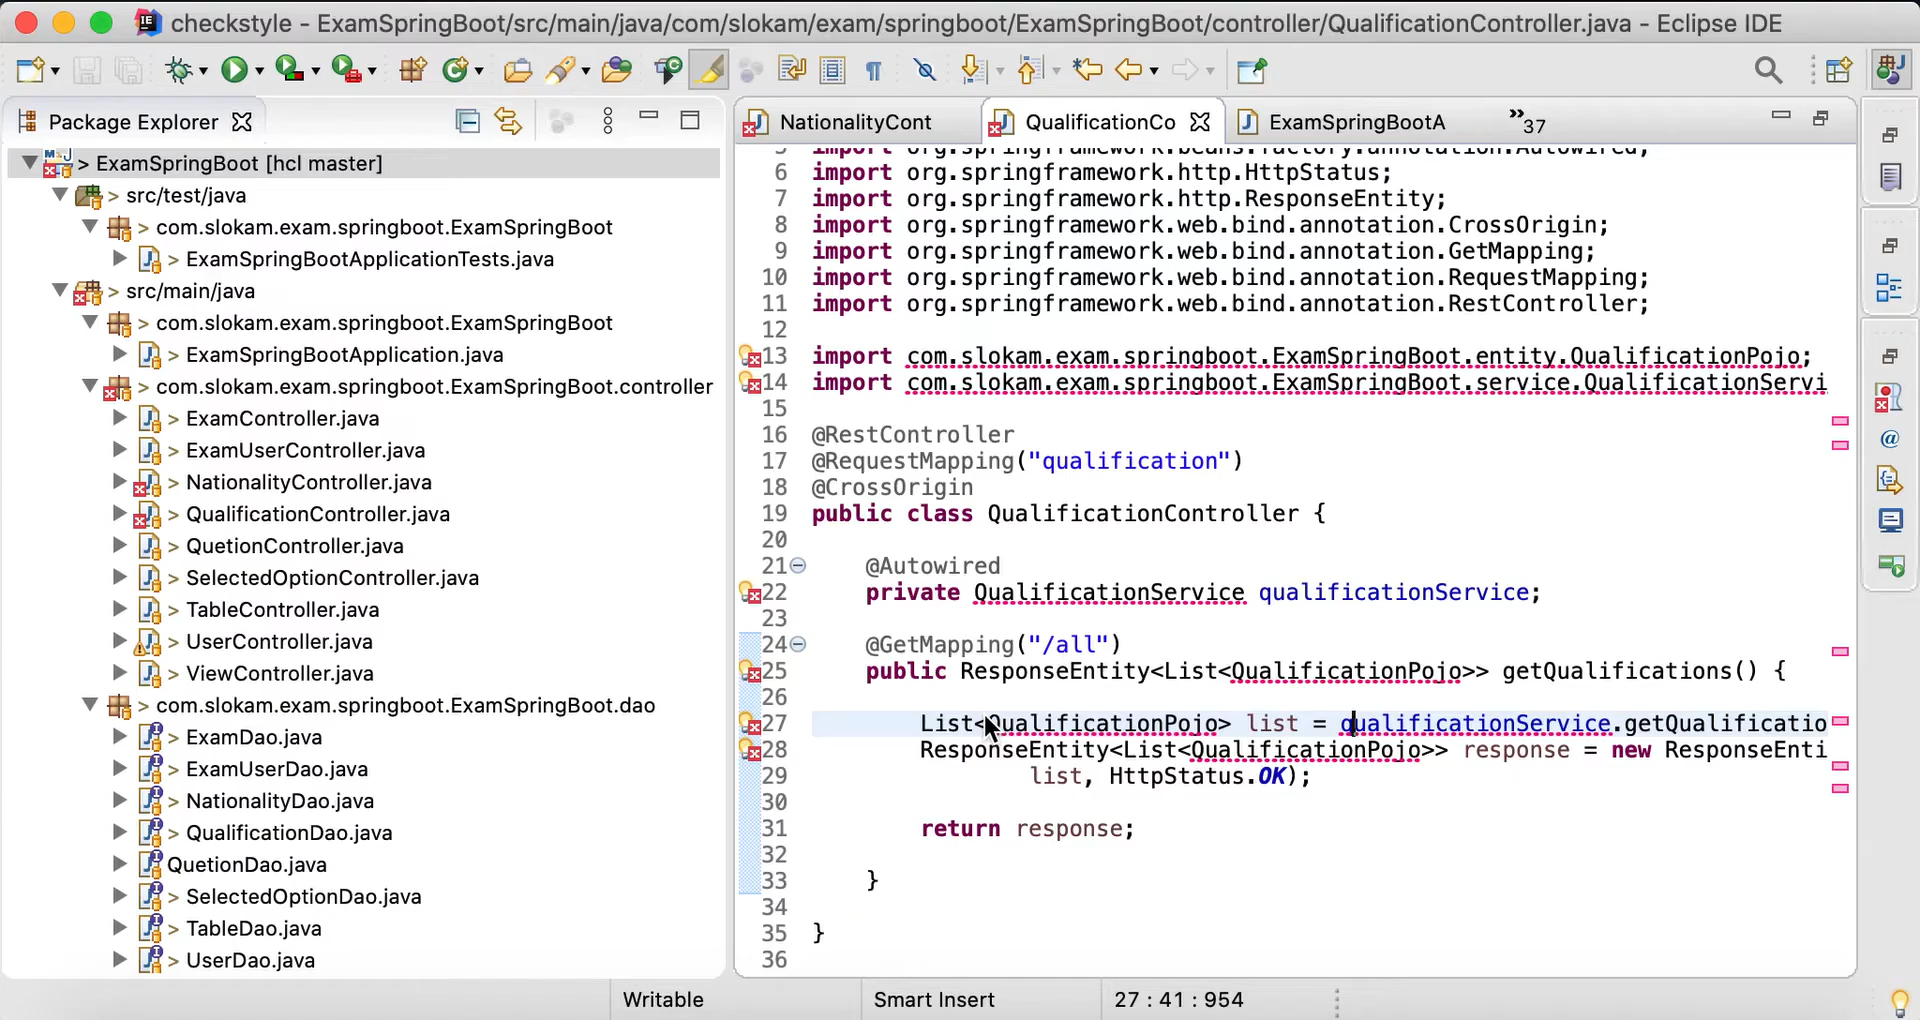 checkstyle - ExamSpringBoot/src/main/java/com/slokam/exam/springboot/ExamSpringBoot/controller/QualificationController.java - Eclipse IDE
Package Explorer
> ExamSpringBoot [hcl master]
> src/test/java
> com.slokam.exam.springboot.ExamSpringBoot
> ExamSpringBootApplicationTests.java
> src/main/java
> com.slokam.exam.springboot.ExamSpringBoot
> ExamSpringBootApplication.java
> com.slokam.exam.springboot.ExamSpringBoot.controller
> ExamController.java
> ExamUserController.java
> NationalityController.java
> QualificationController.java
> QuetionController.java
> SelectedOptionController.java
> TableController.java
> UserController.java
> ViewController.java
> com.slokam.exam.springboot.ExamSpringBoot.dao
> ExamDao.java
> ExamUserDao.java
> NationalityDao.java
> QualificationDao.java
QuetionDao.java
> SelectedOptionDao.java
> TableDao.java
> UserDao.java
NationalityCont
QualificationCo
ExamSpringBootA
»37
5 import org.springframework.beans.factory.annotation.Autowired;
6 import org.springframework.http.HttpStatus;
7 import org.springframework.http.ResponseEntity;
8 import org.springframework.web.bind.annotation.CrossOrigin;
9 import org.springframework.web.bind.annotation.GetMapping;
10 import org.springframework.web.bind.annotation.RequestMapping;
11 import org.springframework.web.bind.annotation.RestController;
12
13 import com.slokam.exam.springboot.ExamSpringBoot.entity.QualificationPojo;
14 import com.slokam.exam.springboot.ExamSpringBoot.service.QualificationServi
15
16 @RestController
17 @RequestMapping("qualification")
18 @CrossOrigin
19 public class QualificationController {
20
21 @Autowired
22 private QualificationService qualificationService;
23
24 @GetMapping("/all")
25 public ResponseEntity<List<QualificationPojo>> getQualifications() {
26
27 List<QualificationPojo> list = qualificationService.getQualificatio
28 ResponseEntity<List<QualificationPojo>> response = new ResponseEnti
29 list, HttpStatus.OK);
30
31 return response;
32
33 }
34
35 }
36
Writable
Smart Insert
27 : 41 : 954